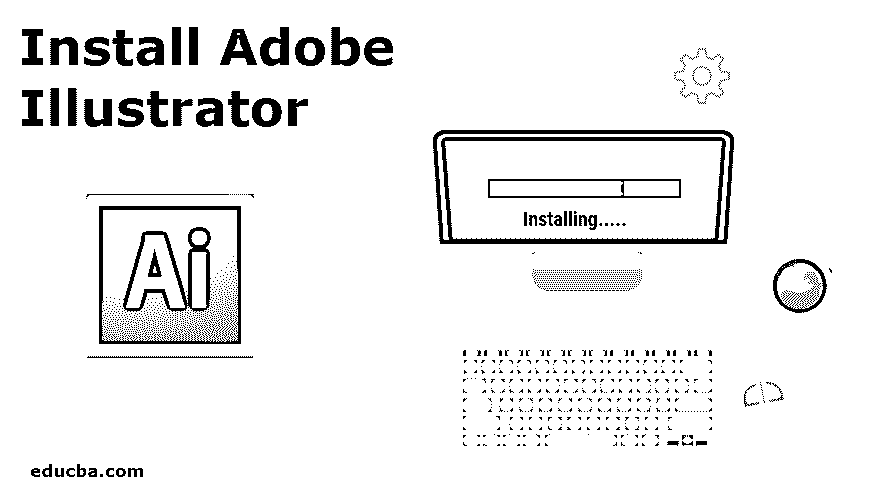 Install Adobe
Illustrator
Ai
Installing.....
educba.com